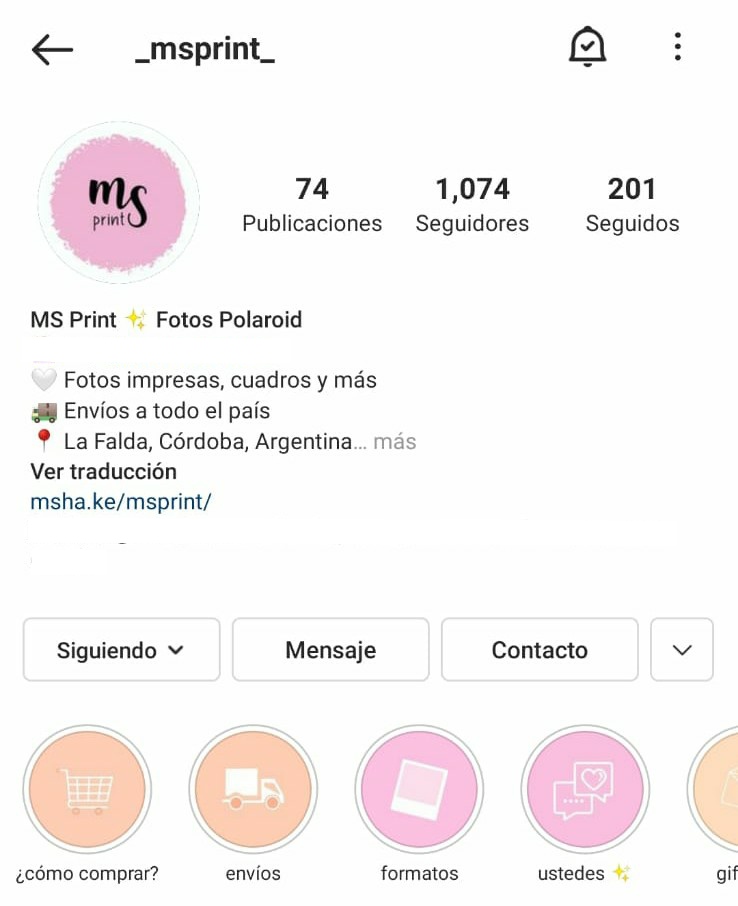 _msprint_
ms
print
74
1,074
201
Publicaciones
Seguidores
Seguidos
MS Print ✨ Fotos Polaroid
🤍 Fotos impresas, cuadros y más
🚚 Envíos a todo el país
📍 La Falda, Córdoba, Argentina... más
Ver traducción
msha.ke/msprint/
Siguiendo
Mensaje
Contacto
¿cómo comprar?
envíos
formatos
ustedes ✨
gif